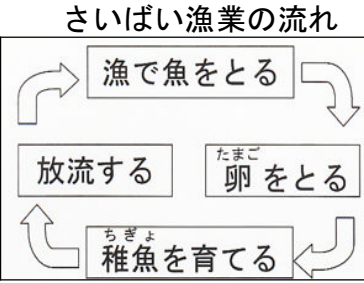 さいばい漁業の流れ
漁で魚をとる
放流する
たまご
卵をとる
ちぎょ
稚魚を育てる